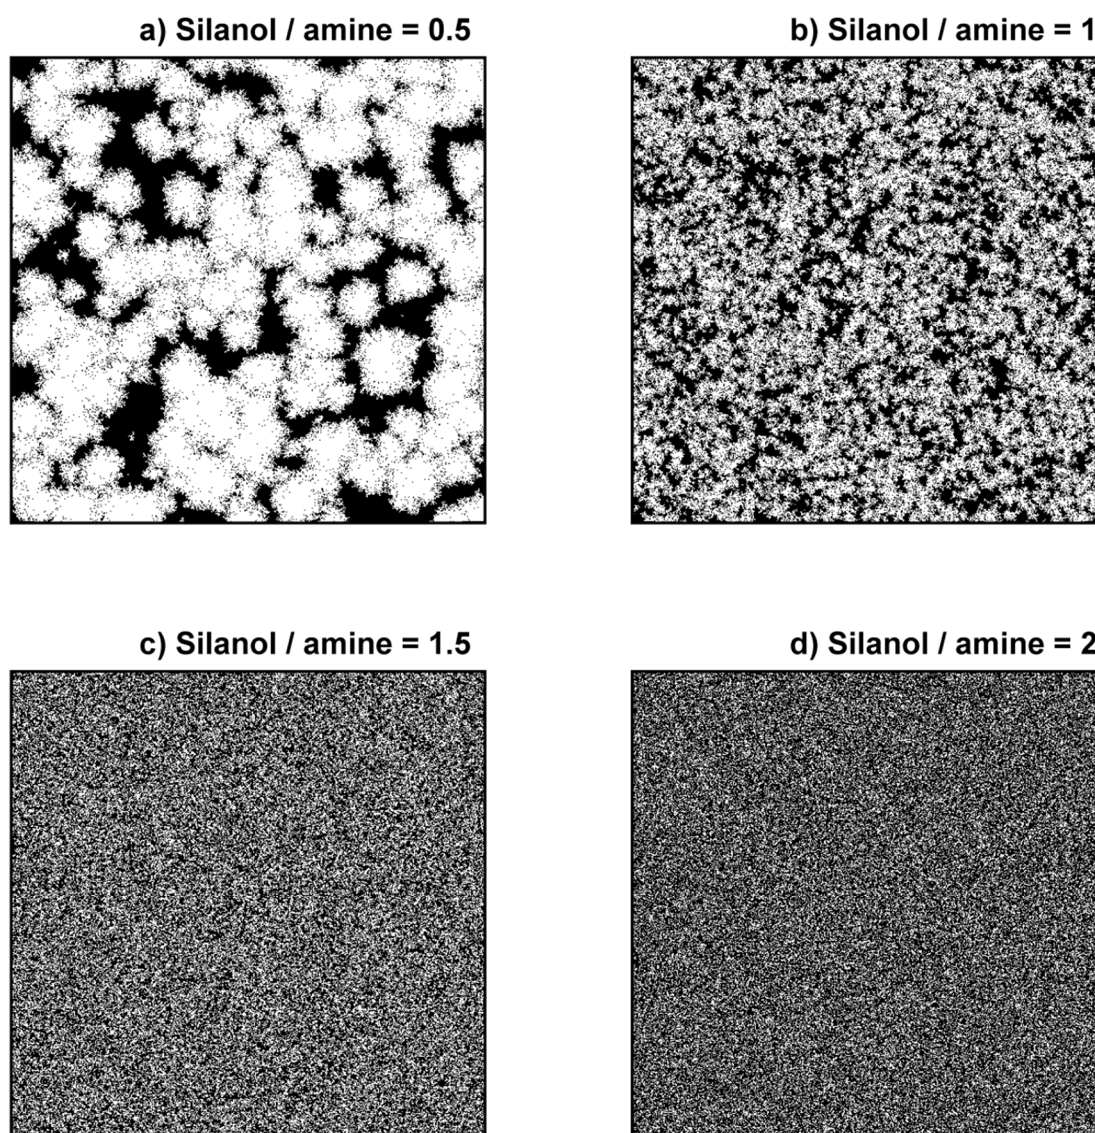 a) Silanol / amine = 0.5
b) Silanol / amine = 1
c) Silanol / amine = 1.5
d) Silanol / amine = 2